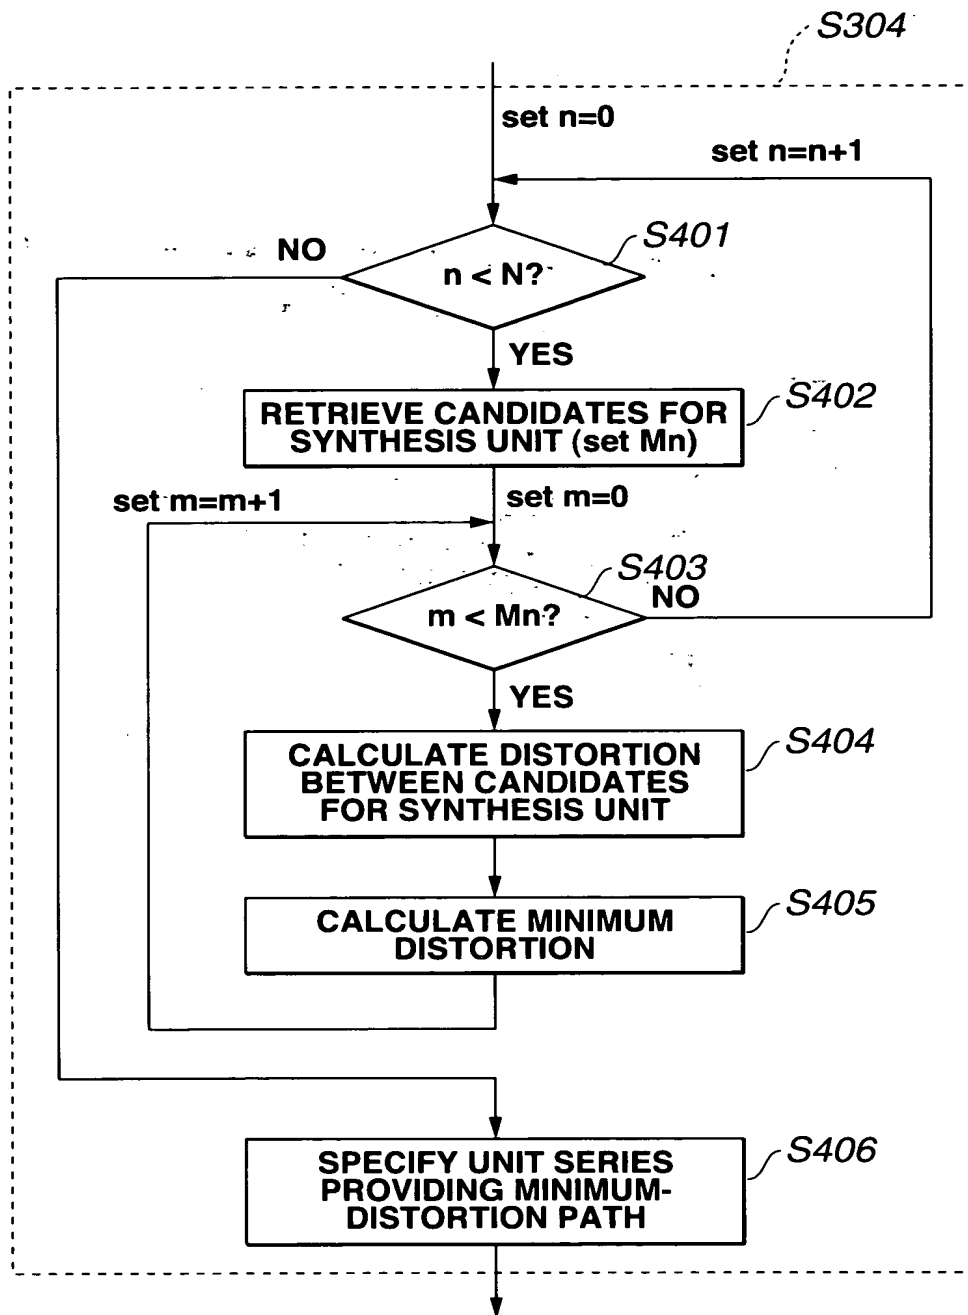 S304
set n=0
set n=n+1
S401
NO
n < N?
YES
S402
RETRIEVE CANDIDATES FOR
SYNTHESIS UNIT (set Mn)
set m=m+1
set m=0
S403
m < Mn?
NO
YES
S404
CALCULATE DISTORTION
BETWEEN CANDIDATES
FOR SYNTHESIS UNIT
S405
CALCULATE MINIMUM
DISTORTION
S406
SPECIFY UNIT SERIES
PROVIDING MINIMUM-
DISTORTION PATH